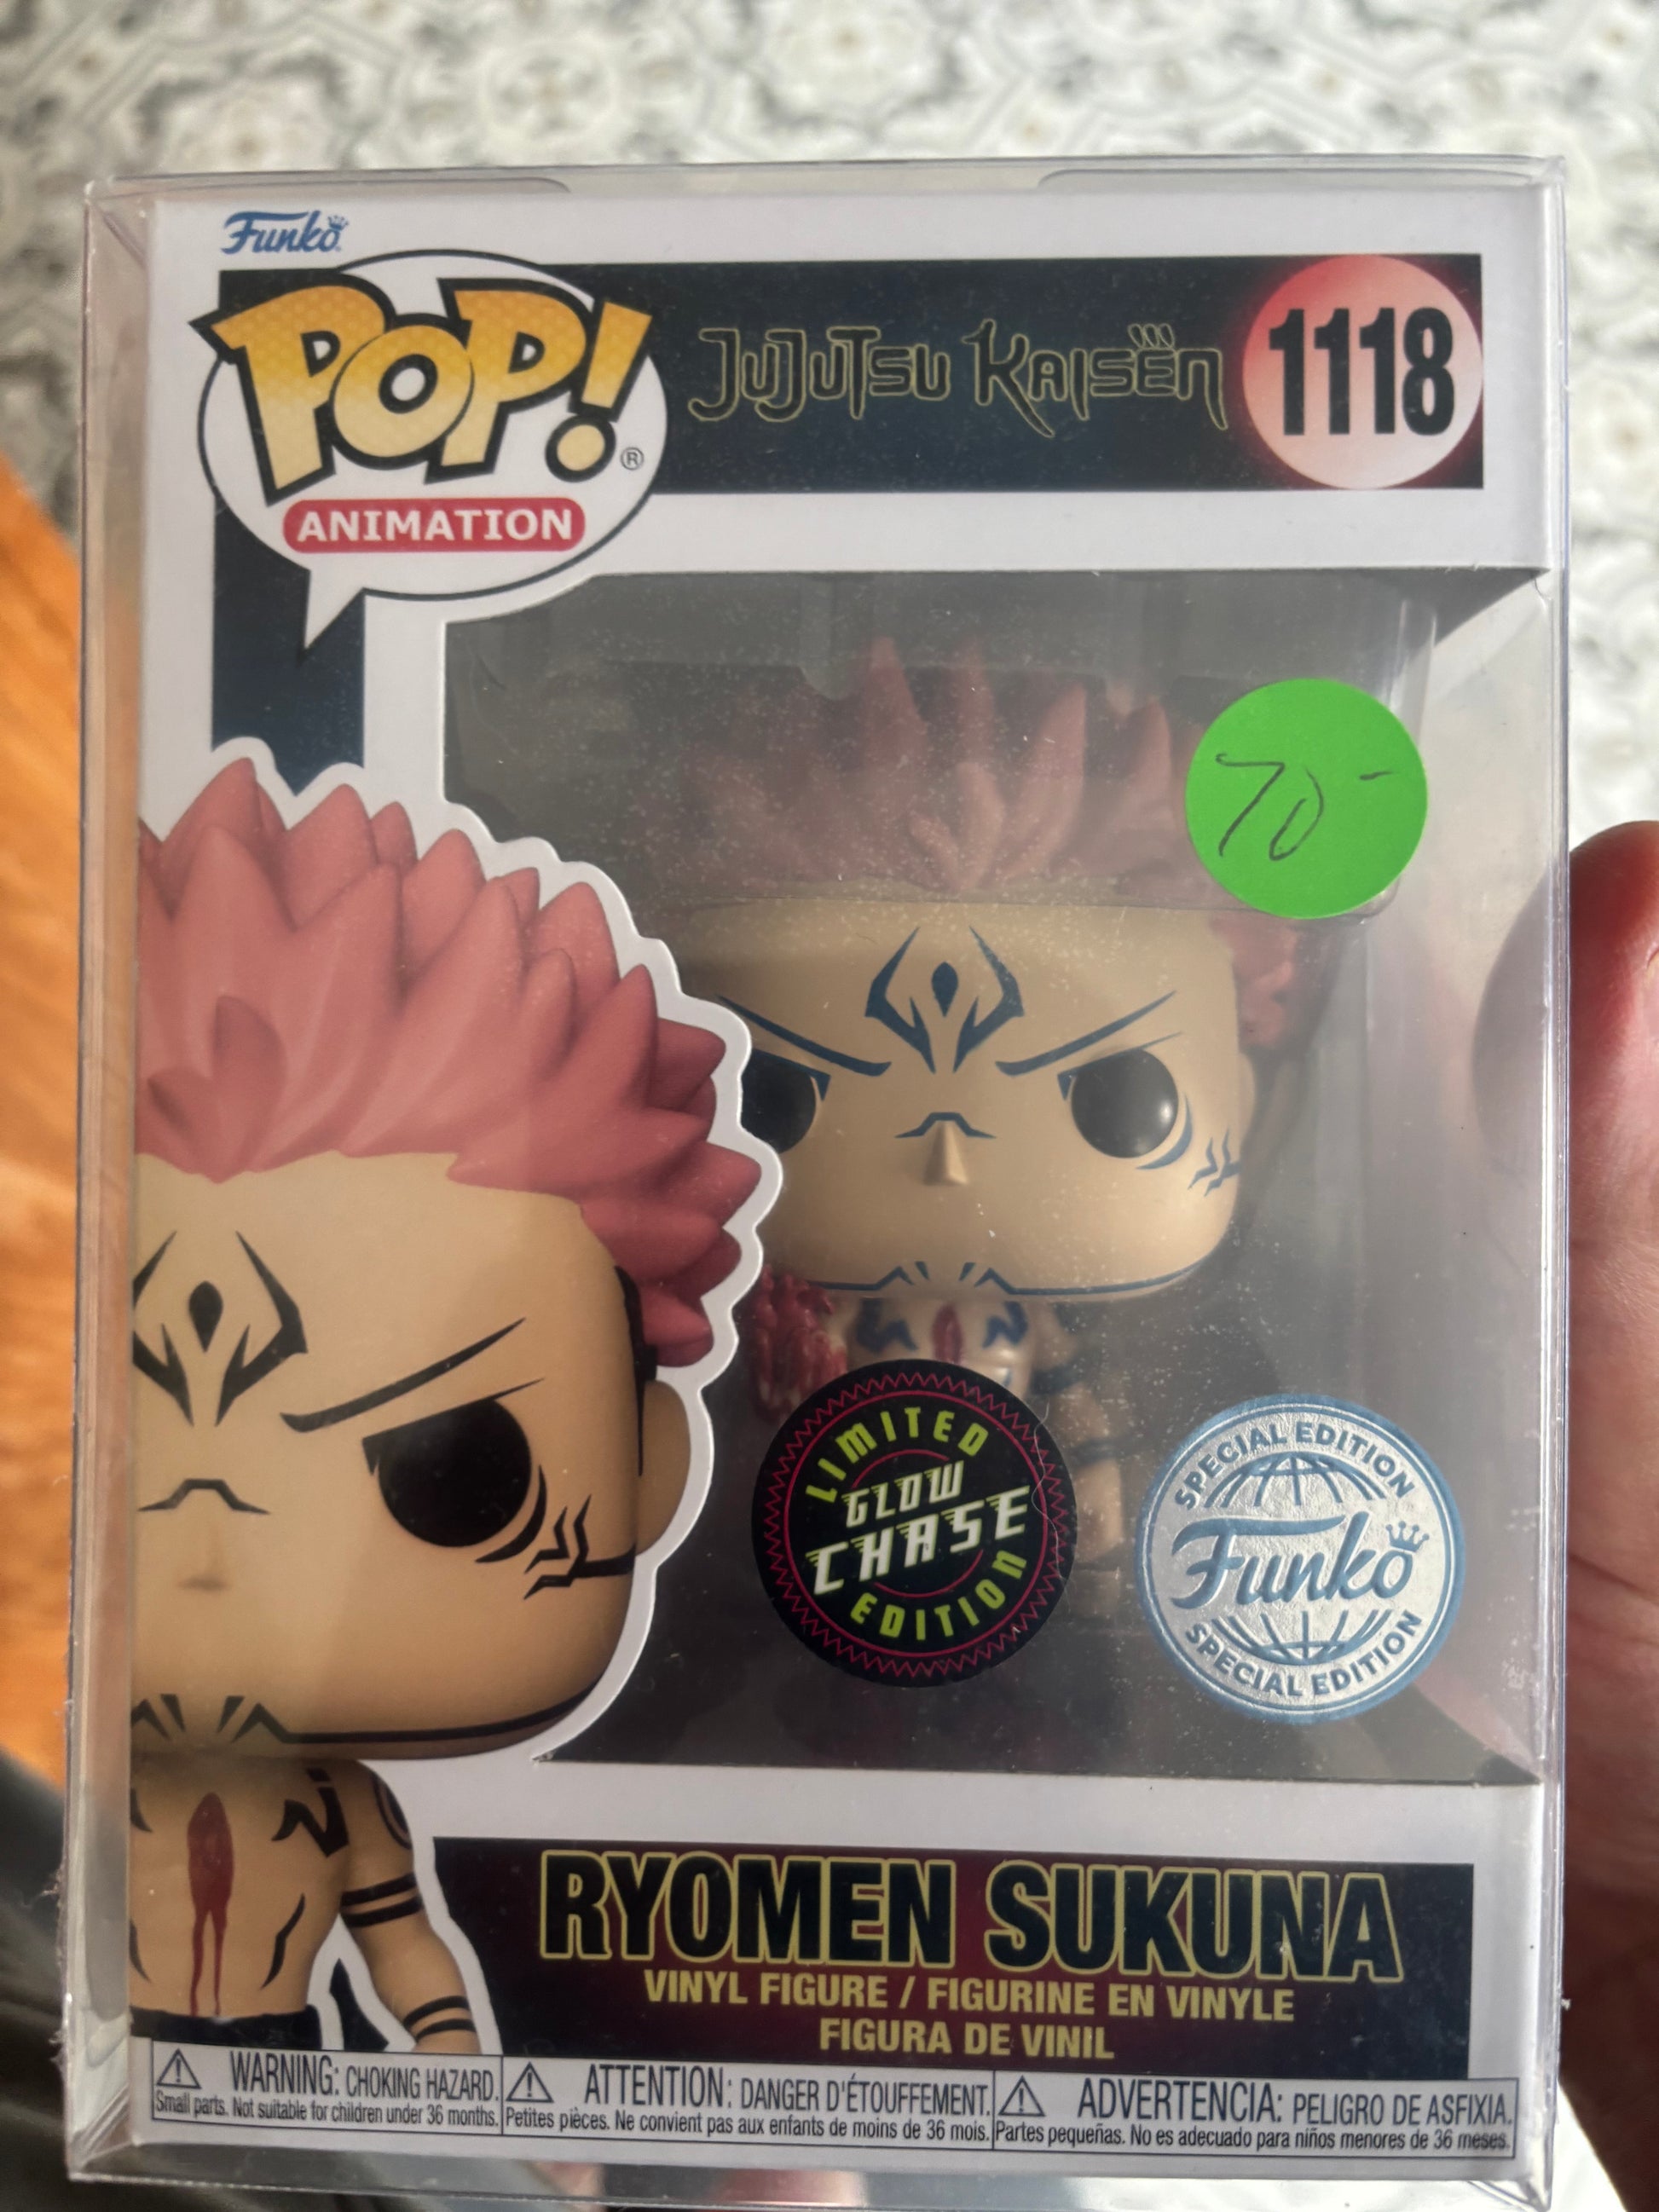 Funko
POP! ®
ANIMATION
JUJUTSU KAISEN
1118
70-
LIMITED
GLOW
CHASE
EDITION
SPECIAL EDITION
Funko
SPECIAL EDITION
RYOMEN SUKUNA
VINYL FIGURE / FIGURINE EN VINYLE
FIGURA DE VINIL
WARNING: CHOKING HAZARD.
Small parts. Not suitable for children under 36 months.
ATTENTION: DANGER D'ÉTOUFFEMENT.
Petites pièces. Ne convient pas aux enfants de moins de 36 mois.
ADVERTENCIA: PELIGRO DE ASFIXIA.
Partes pequeñas. No es adecuado para niños menores de 36 meses.